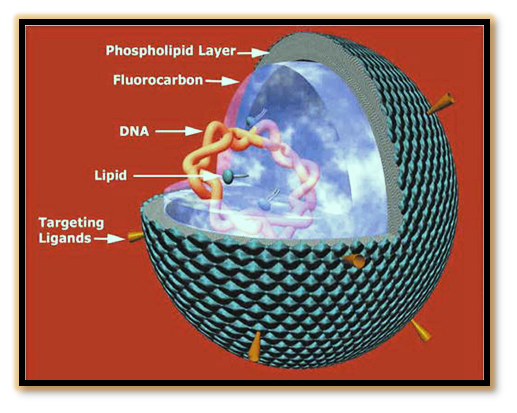 Phospholipid Layer
Fluorocarbon
DNA
Lipid
Targeting
Ligands